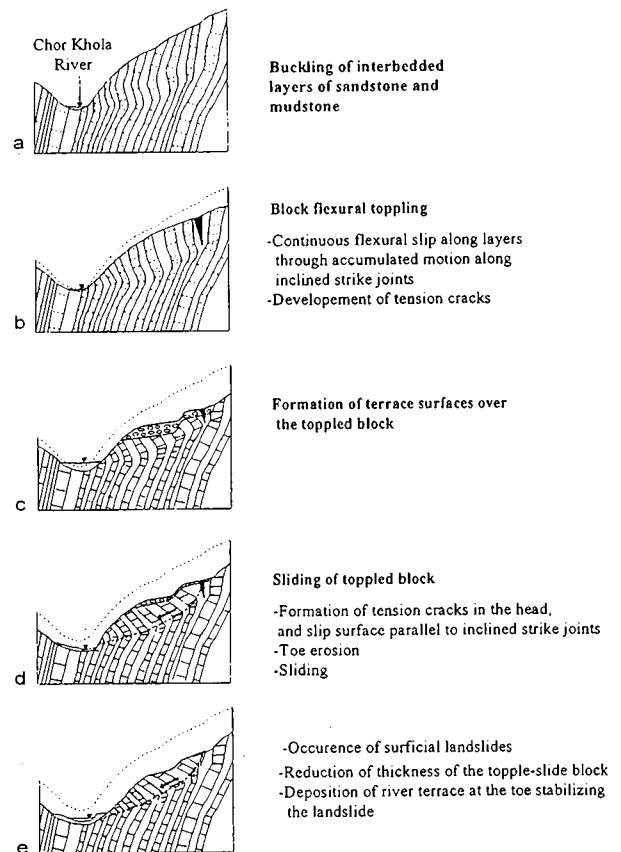 Chor Khola
River
a
Buckling of interbedded
layers of sandstone and
mudstone
b
Block flexural toppling
-Continuous flexural slip along layers
through accumulated motion along
inclined strike joints
-Developement of tension cracks
c
Formation of terrace surfaces over
the toppled block
d
Sliding of toppled block
-Formation of tension cracks in the head,
and slip surface parallel to inclined strike joints
-Toe erosion
-Sliding
e
-Occurence of surficial landslides
-Reduction of thickness of the topple-slide block
-Deposition of river terrace at the toe stabilizing
the landslide